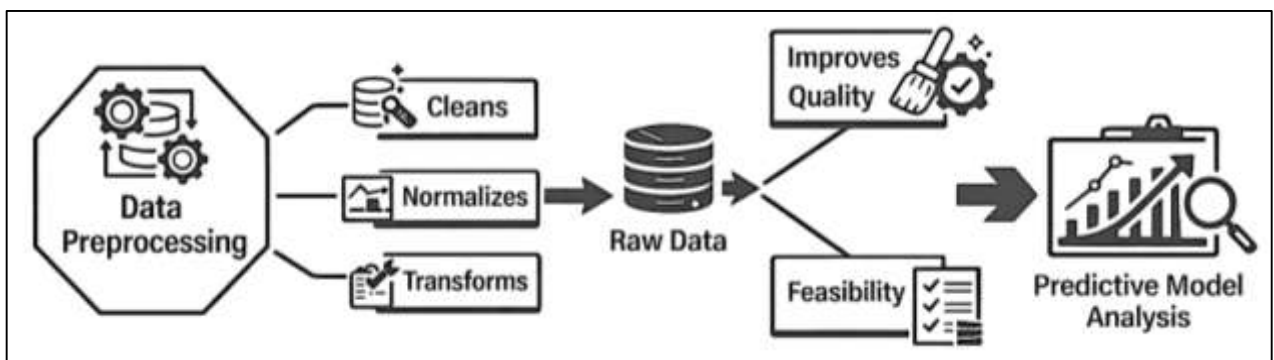 Data
Preprocessing
Cleans
Normalizes
Transforms
Raw Data
Improves
Quality
Feasibility
Predictive Model
Analysis